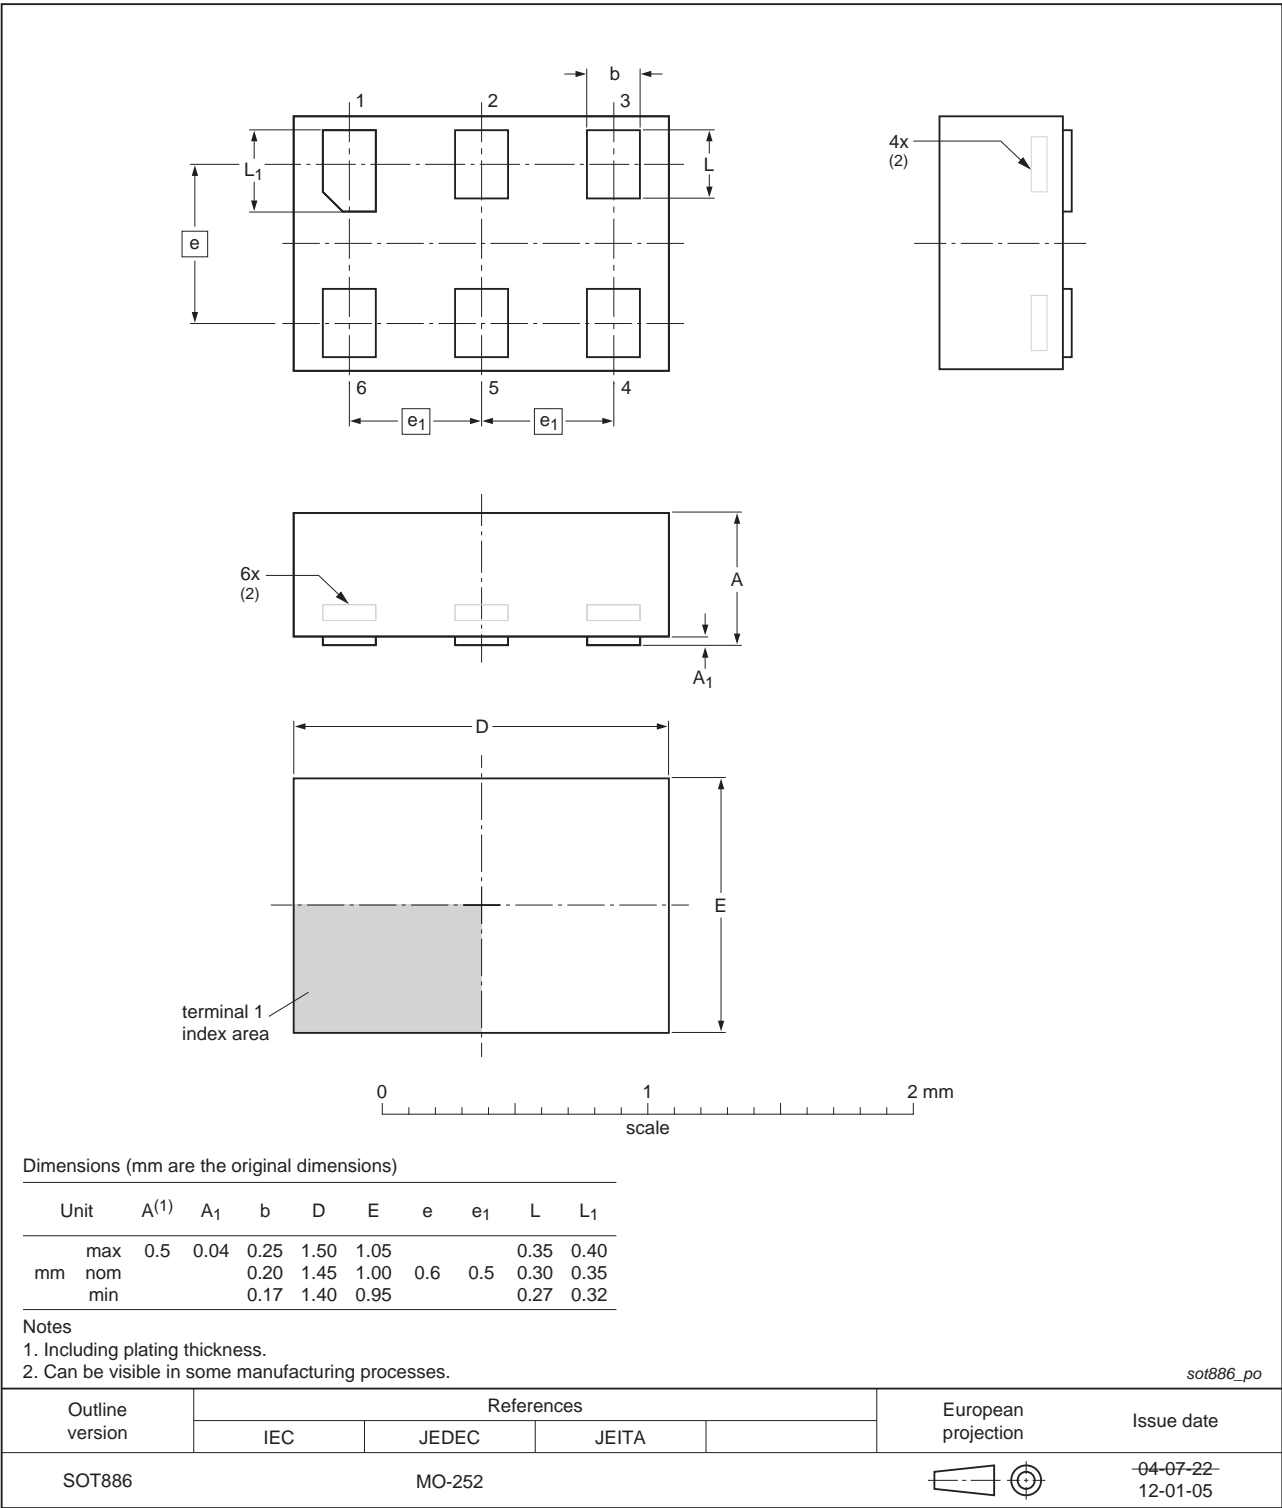 b
1 2 3
L1
L
e
6 5 4
e1 e1
4x
(2)
6x
(2)
A
A1
D
E
terminal 1
index area
0 1 2 mm
scale
Dimensions (mm are the original dimensions)
Unit A(1) A1 b D E e e1 L L1
max 0.5 0.04 0.25 1.50 1.05 0.35 0.40
mm nom 0.20 1.45 1.00 0.6 0.5 0.30 0.35
min 0.17 1.40 0.95 0.27 0.32
Notes
1. Including plating thickness.
2. Can be visible in some manufacturing processes.
sot886_po
Outline version
References
IEC JEDEC JEITA
European projection
Issue date
SOT886 MO-252
04-07-22
12-01-05